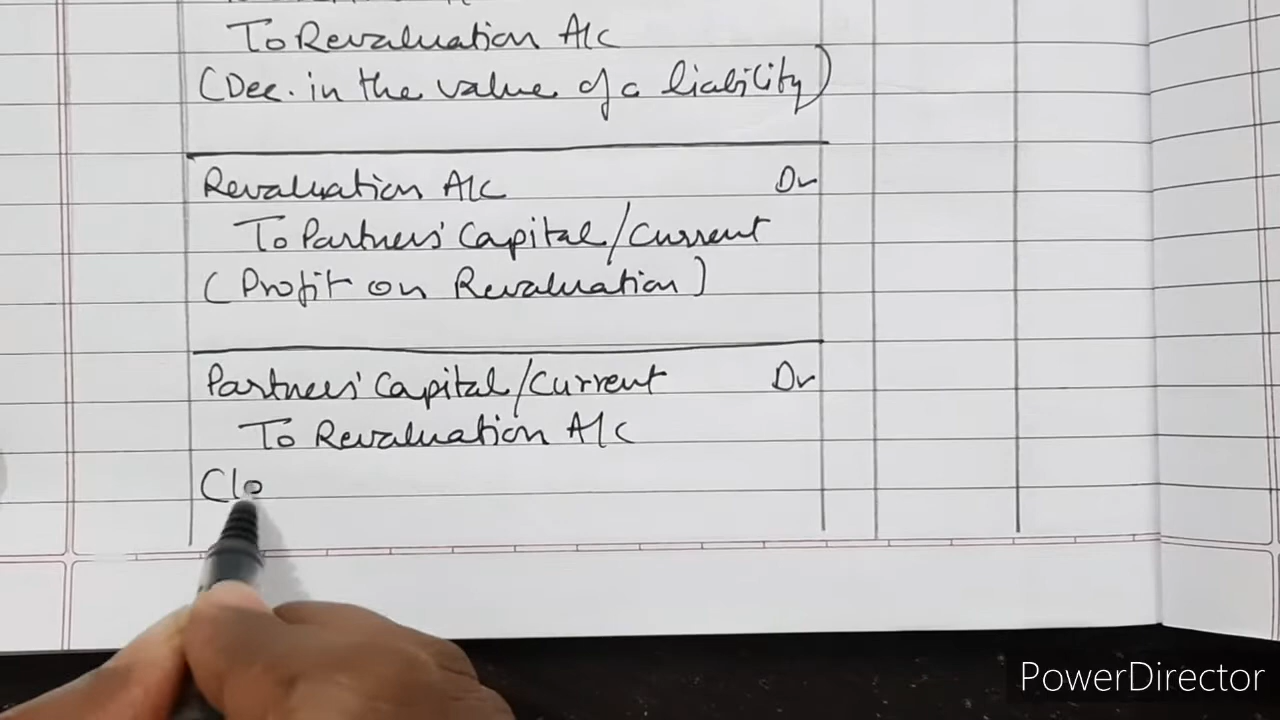 To Revaluation A/c
(Dec. in the value of a liability)
Revaluation A/c Dr
To Partners' Capital/Current
(Profit on Revaluation)
Partners' Capital/Current Dr
To Revaluation A/c
(Lo
PowerDirector